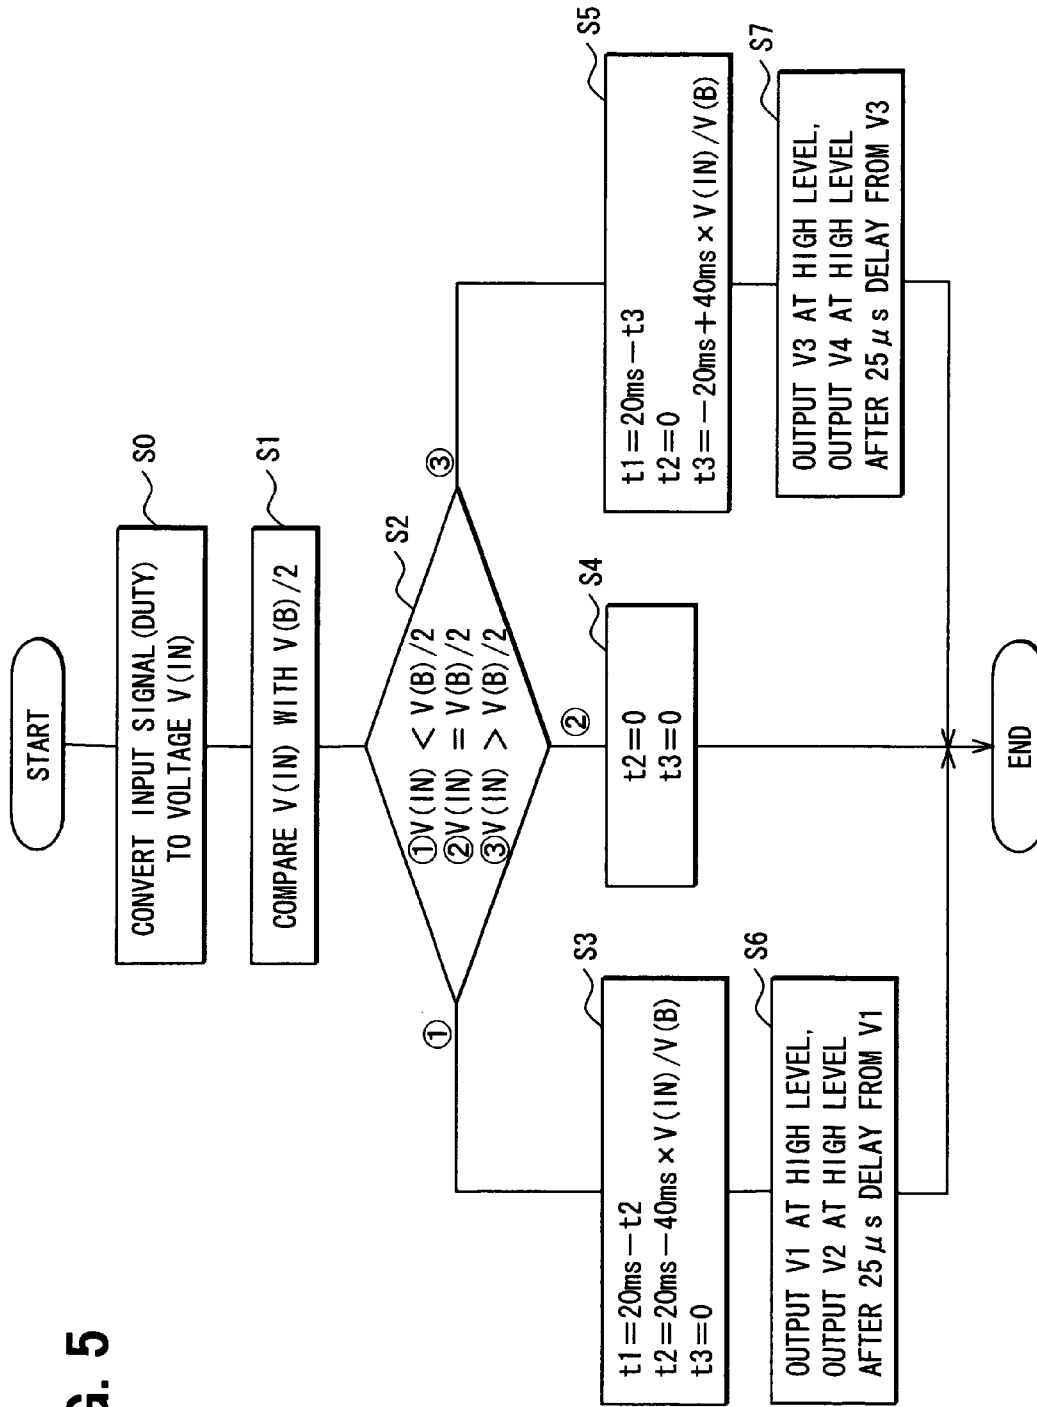 G. 5
START
CONVERT INPUT SIGNAL(DUTY)
TO VOLTAGE V(IN)
S0
COMPARE V(IN) WITH V(B)/2
S1
S2
①V(IN) < V(B)/2
②V(IN) = V(B)/2
③V(IN) > V(B)/2
①
②
③
S3
t1=20ms−t2
t2=20ms−40ms×V(IN)/V(B)
t3=0
S4
t2=0
t3=0
S5
t1=20ms−t3
t2=0
t3=−20ms+40ms×V(IN)/V(B)
S6
OUTPUT V1 AT HIGH LEVEL,
OUTPUT V2 AT HIGH LEVEL
AFTER 25μs DELAY FROM V1
S7
OUTPUT V3 AT HIGH LEVEL,
OUTPUT V4 AT HIGH LEVEL
AFTER 25μs DELAY FROM V3
END